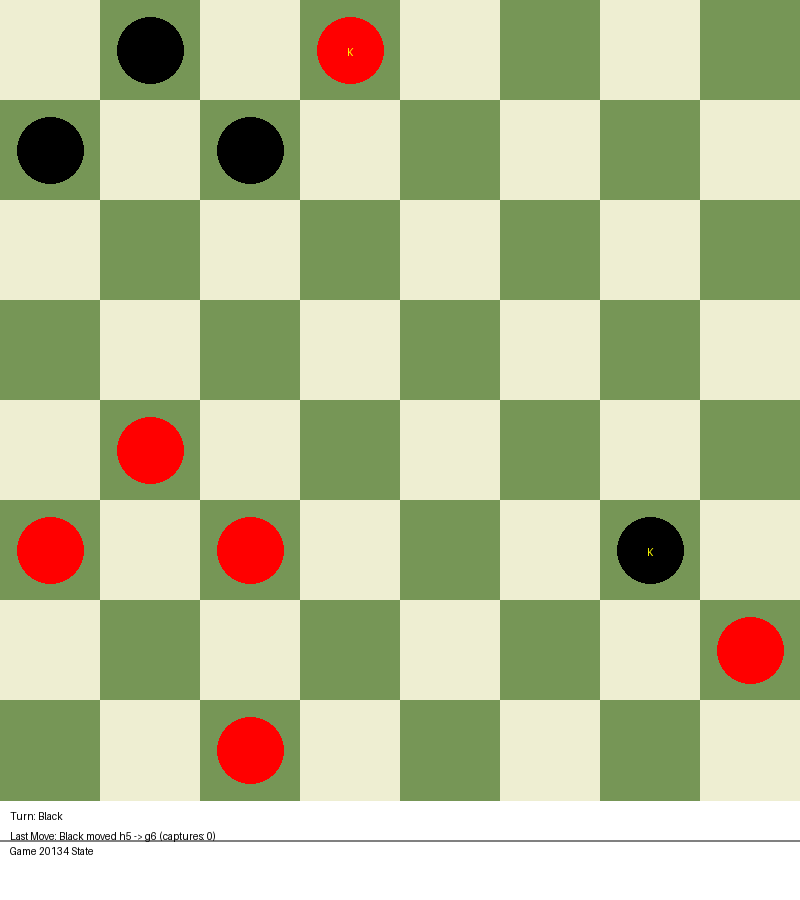 K
K
Turn: Black
Last Move: Black moved h5 -> g6 (captures: 0)
Game 20134 State